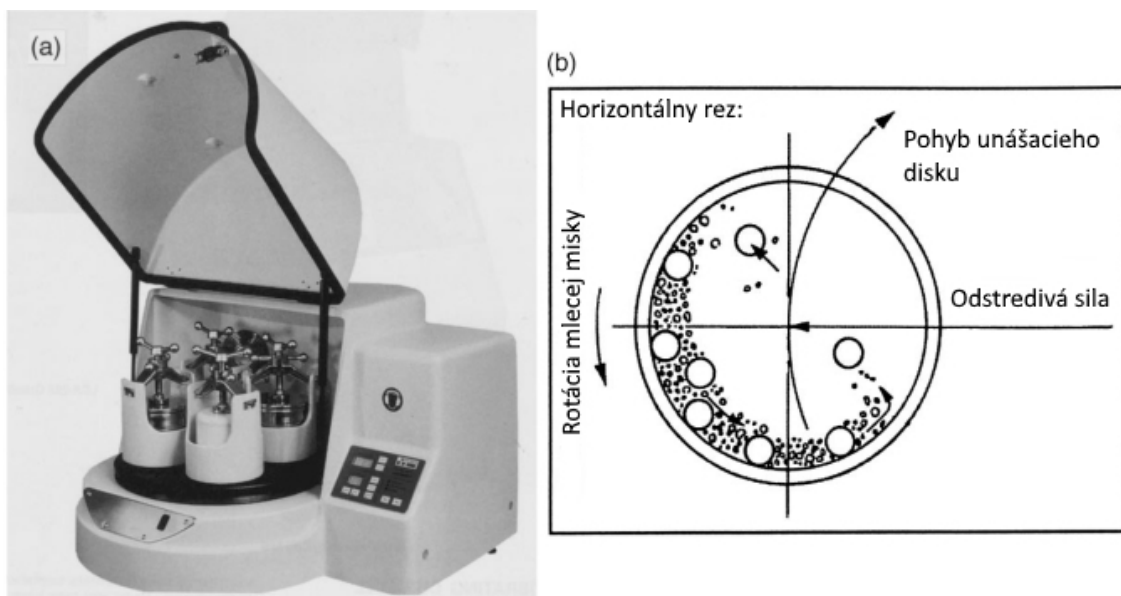 (a)
(b)
Horizontálny rez:
Pohyb unášacieho
disku
Rotácia mlecej misky
Odstredivá sila